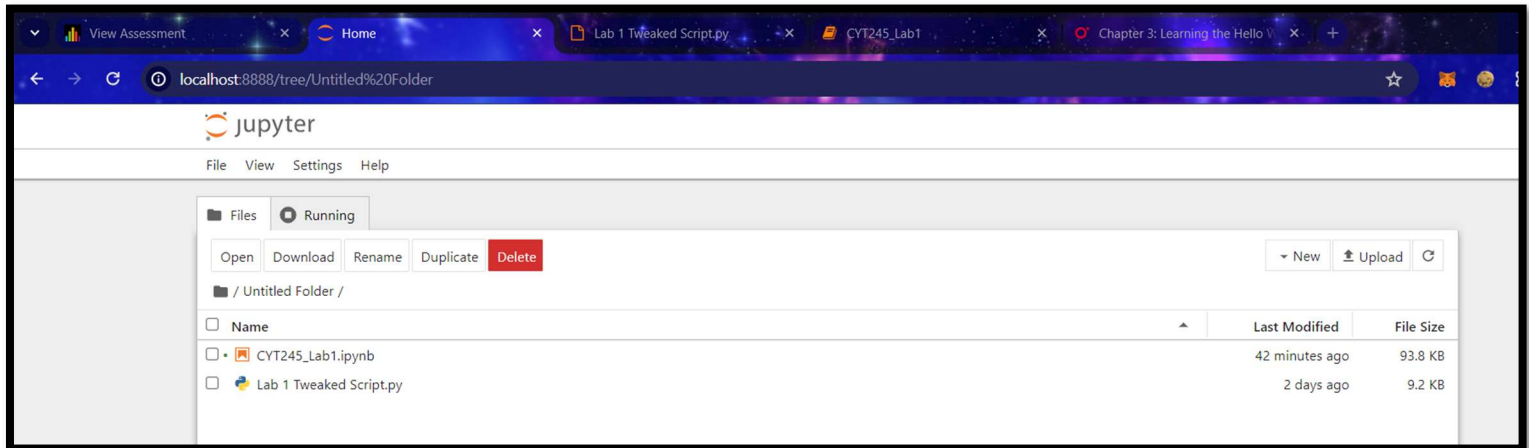 View Assessment Home Lab 1 Tweaked Script.py CYT245_Lab1 Chapter 3: Learning the Hello
localhost:8888/tree/Untitled%20Folder
jupyter
File View Settings Help
Files Running
Open Download Rename Duplicate Delete New Upload
/ Untitled Folder /
Name Last Modified File Size
CYT245_Lab1.ipynb 42 minutes ago 93.8 KB
Lab 1 Tweaked Script.py 2 days ago 9.2 KB